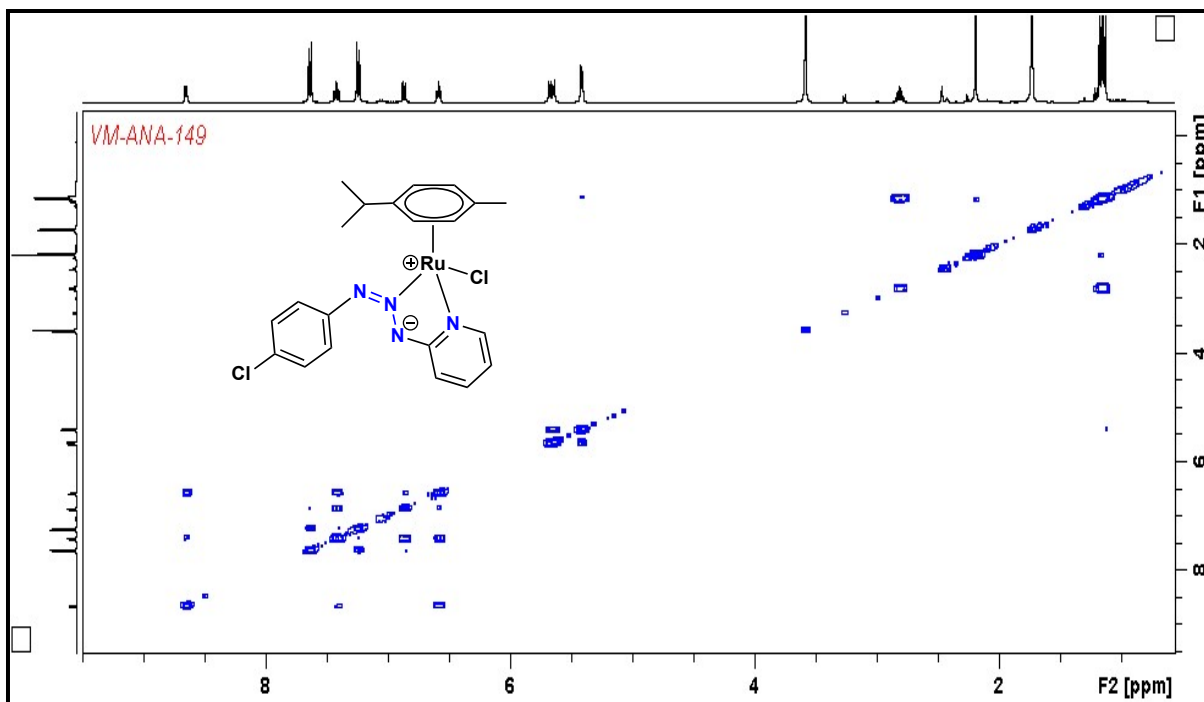 VM-ANA-149
F1 [ppm]
2
4
6
8
⊕Ru
Cl
N=N
N⊖
N
Cl
8
6
4
2
F2 [ppm]